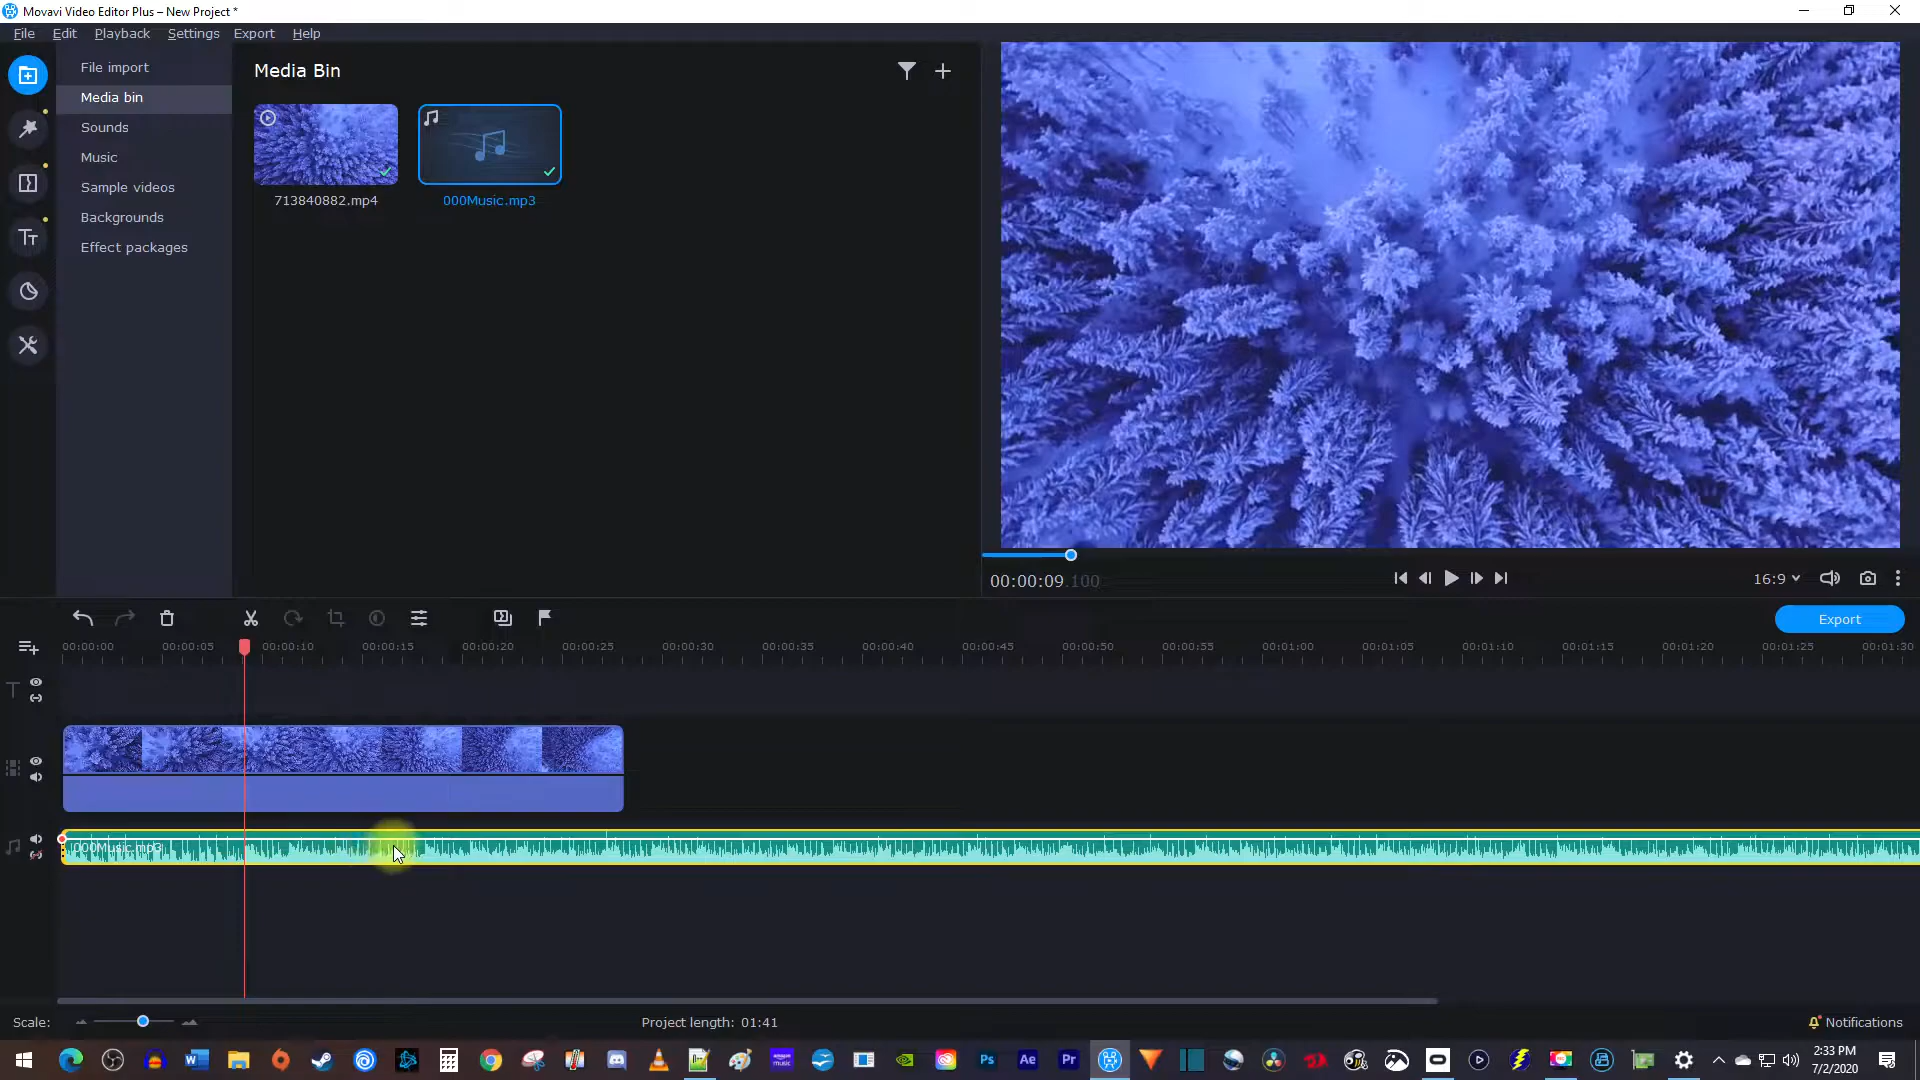 Movavi Video Editor Plus – New Project *
File Edit Playback Settings Export Help
File import
Media bin
Sounds
Music
Sample videos
Backgrounds
Effect packages
Media Bin
713840882.mp4
000Music.mp3
00:00:09.100
16:9
Export
00:00:00 00:00:05 00:00:10 00:00:15 00:00:20 00:00:25 00:00:30 00:00:35 00:00:40 00:00:45 00:00:50 00:00:55 00:01:00 00:01:05 00:01:10 00:01:15 00:01:20 00:01:25 00:01:30
000Music.mp3
Scale:
Project length: 01:41
Notifications
2:33 PM
7/2/2020